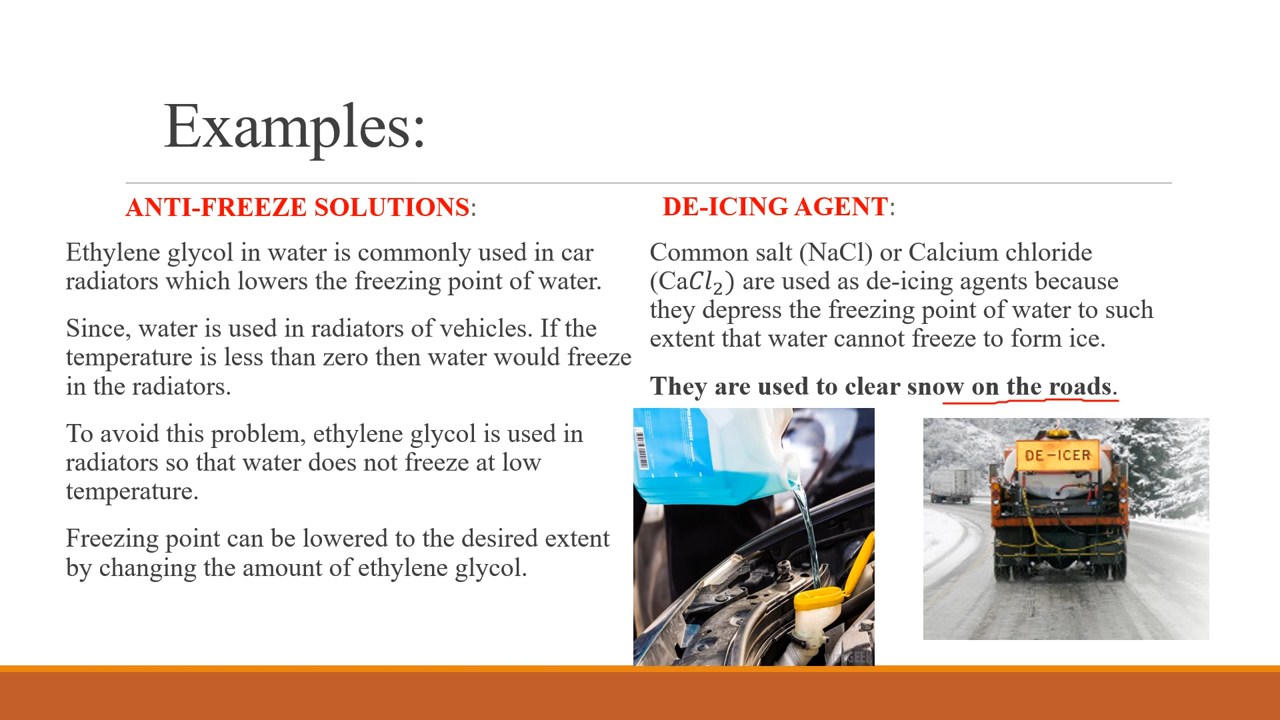 Examples:
ANTI-FREEZE SOLUTIONS:
Ethylene glycol in water is commonly used in car
radiators which lowers the freezing point of water.
Since, water is used in radiators of vehicles. If the
temperature is less than zero then water would freeze
in the radiators.
To avoid this problem, ethylene glycol is used in
radiators so that water does not freeze at low
temperature.
Freezing point can be lowered to the desired extent
by changing the amount of ethylene glycol.
DE-ICING AGENT:
Common salt (NaCl) or Calcium chloride
(Ca𝐶𝑙₂) are used as de-icing agents because
they depress the freezing point of water to such
extent that water cannot freeze to form ice.
They are used to clear snow on the roads.
DE-ICER